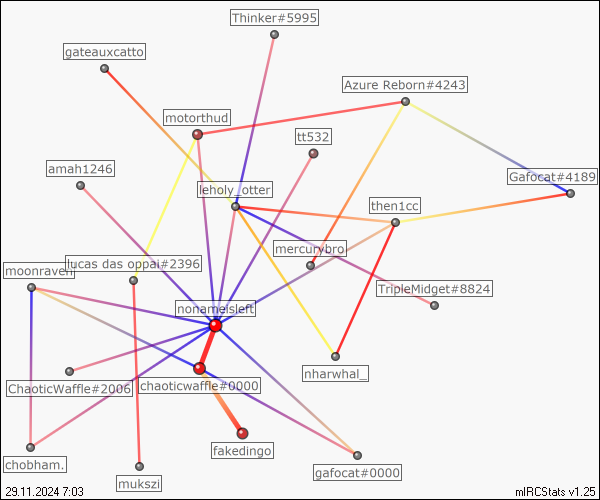 Thinker#5995
gateauxcatto
Azure Reborn#4243
motorthud
tt532
amah1246
Gafocat#4189
leholy_otter
then1cc
mercurybro
moonraven
lucas das oppai#2396
TripleMidget#8824
nonameisleft
nharwhal_
ChaoticWaffle#2006
chaoticwaffle#0000
fakedingo
chobham.
gafocat#0000
mukszi
29.11.2024 7:03
mIRCStats v1.25